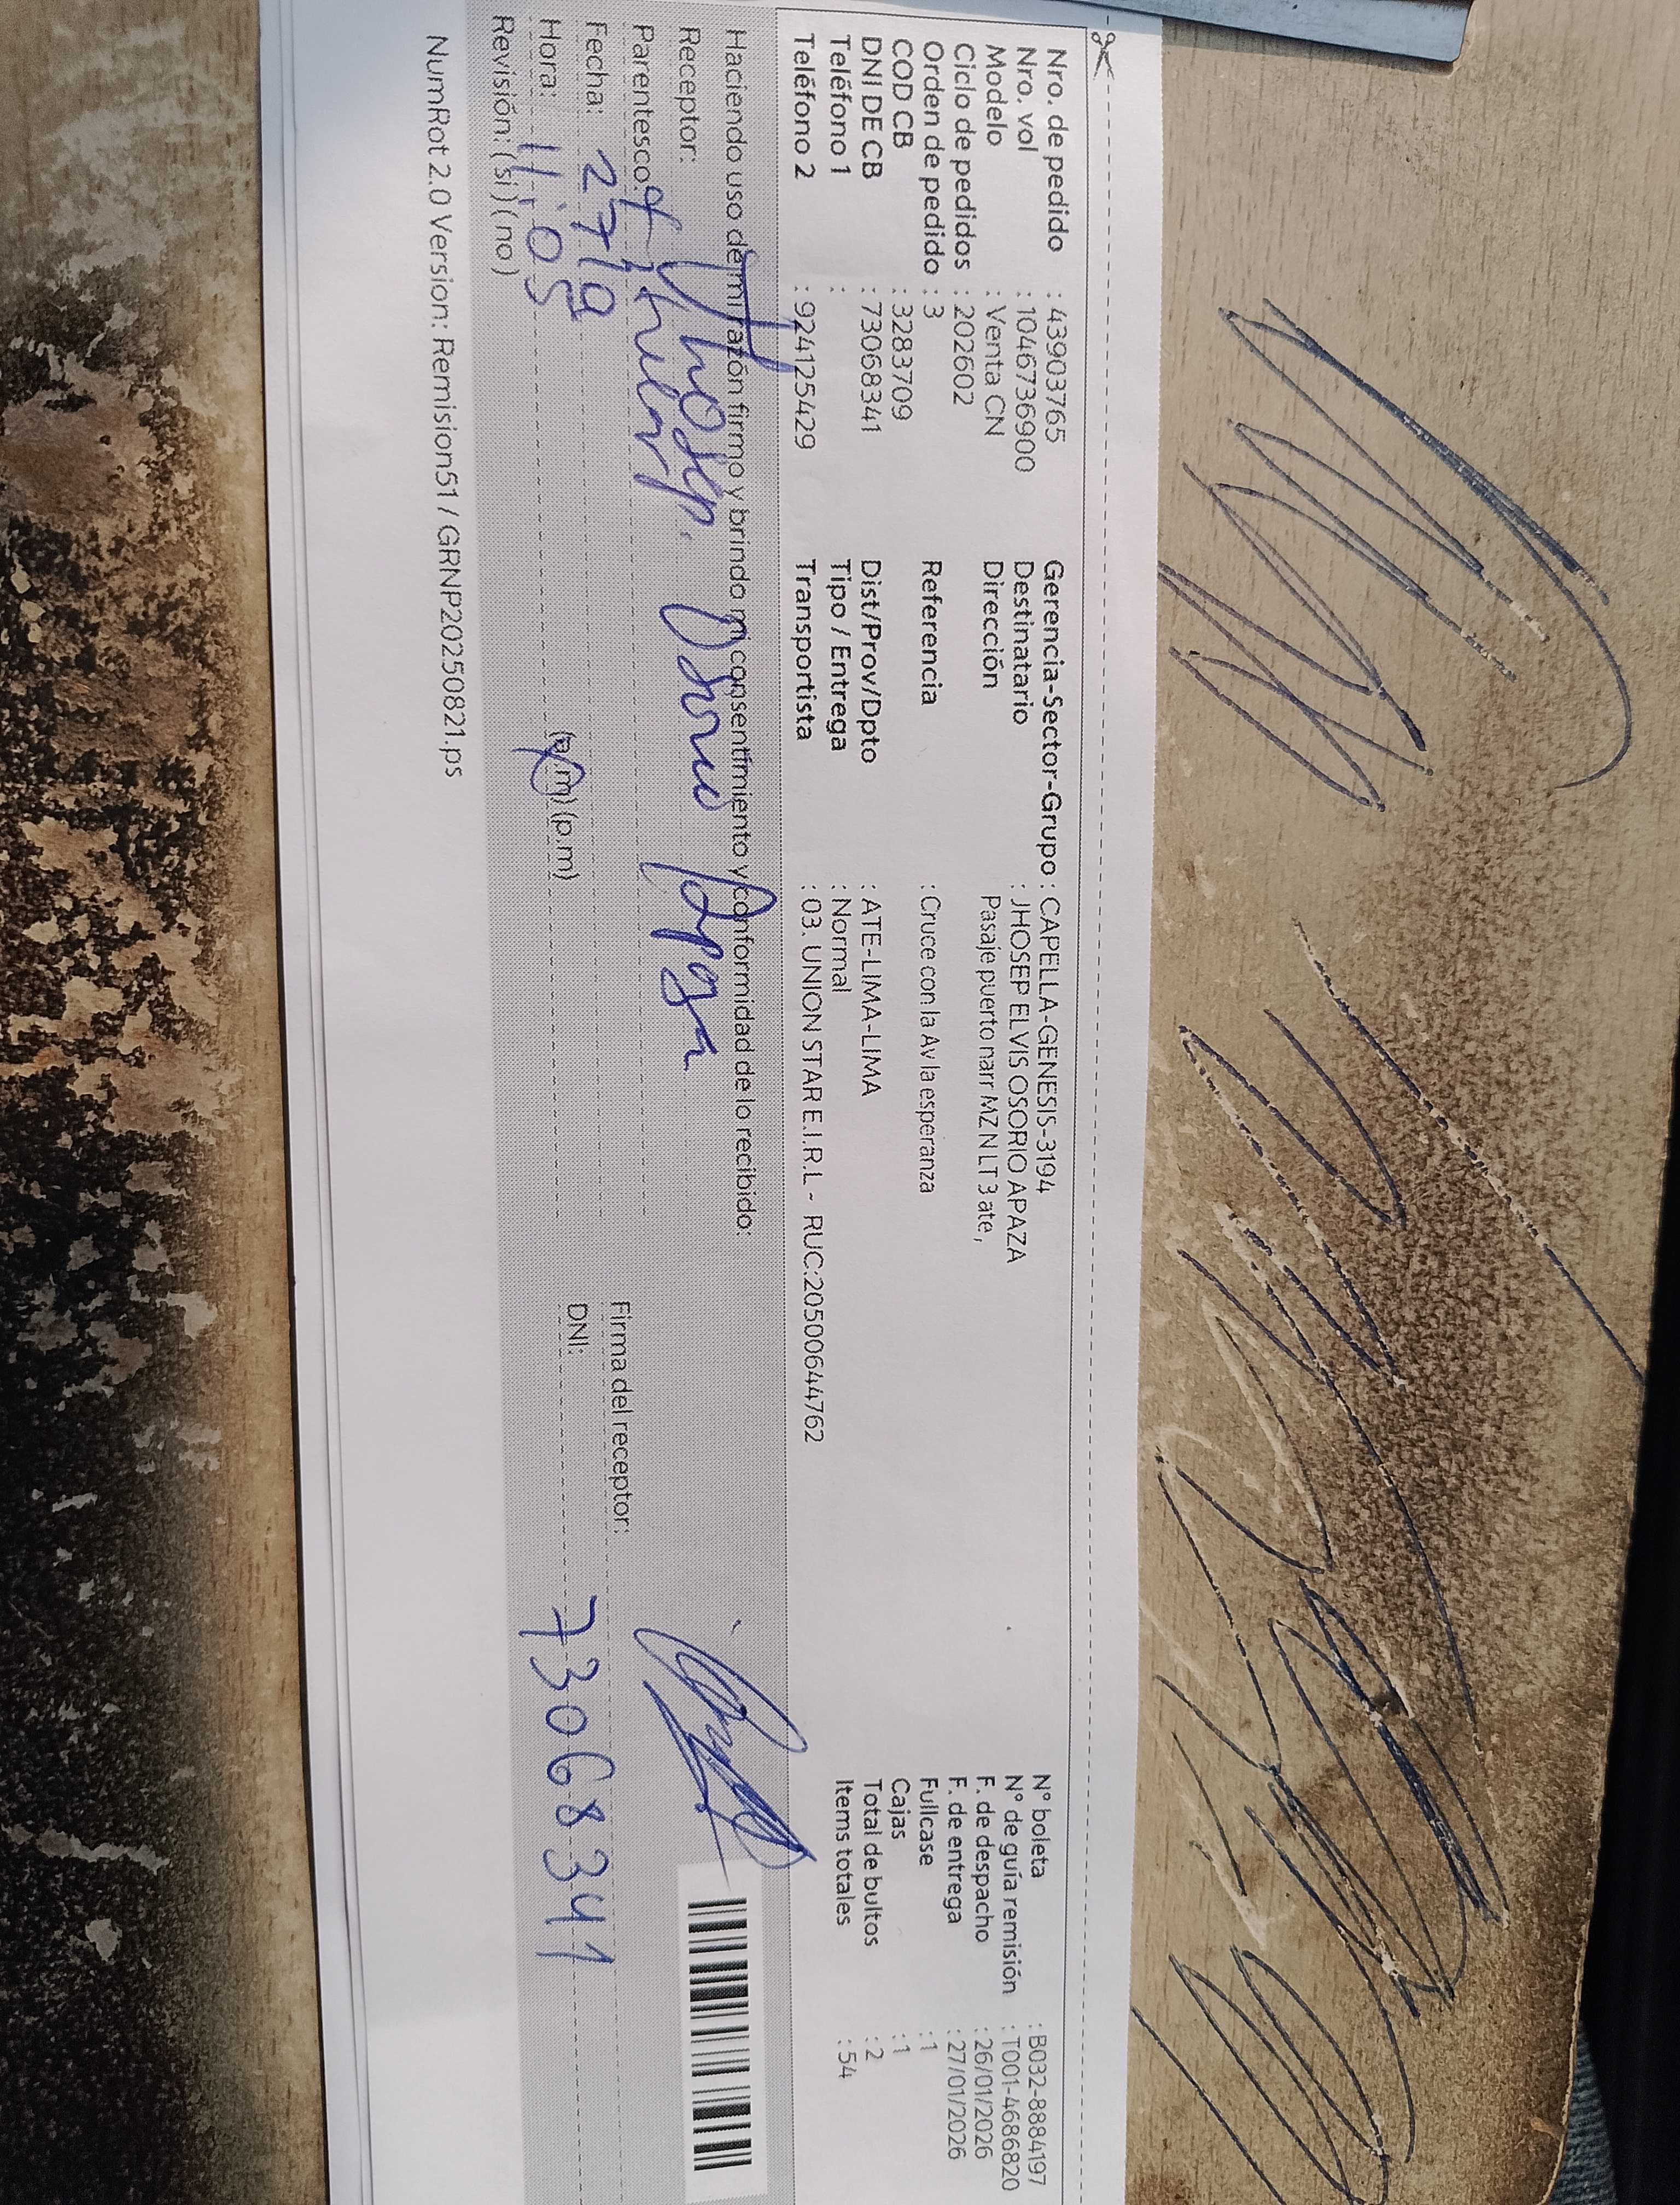 Nro. de pedido : 43903765
Nro. vol : 1046736900
Modelo : Venta CN
Ciclo de pedidos : 202602
Orden de pedido : 3
COD CB : 3283709
DNI DE CB : 73068341
Teléfono 1 :
Teléfono 2 : 924125429
Gerencia-Sector-Grupo : CAPELLA-GENESIS-3194
Destinatario : JHOSEP ELVIS OSORIO APAZA
Dirección Pasaje puerto narr MZ N LT 3 ate,
Referencia : Cruce con la Av la esperanza
Dist/Prov/Dpto : ATE-LIMA-LIMA
Tipo / Entrega : Normal
Transportista : 03. UNION STAR E.I.R.L - RUC:20500644762
N° boleta : B032-8884197
N° de guía remisión : T001-4686820
F. de despacho : 26/01/2026
F. de entrega : 27/01/2026
Fullcase : 1
Cajas : 1
Total de bultos : 2
Items totales : 54
Haciendo uso de mi razón firmo y brindo mi consentimiento y conformidad de lo recibido:
Receptor: Jhosep. Osorio
Parentesco:
Fecha: 27/9
Hora: 11:05 (a.m) (p.m)
Revisión: (si) (no)
Firma del receptor:
DNI: 73068341
NumRot 2.0 Version: Remision51 / GRNP20250821.ps